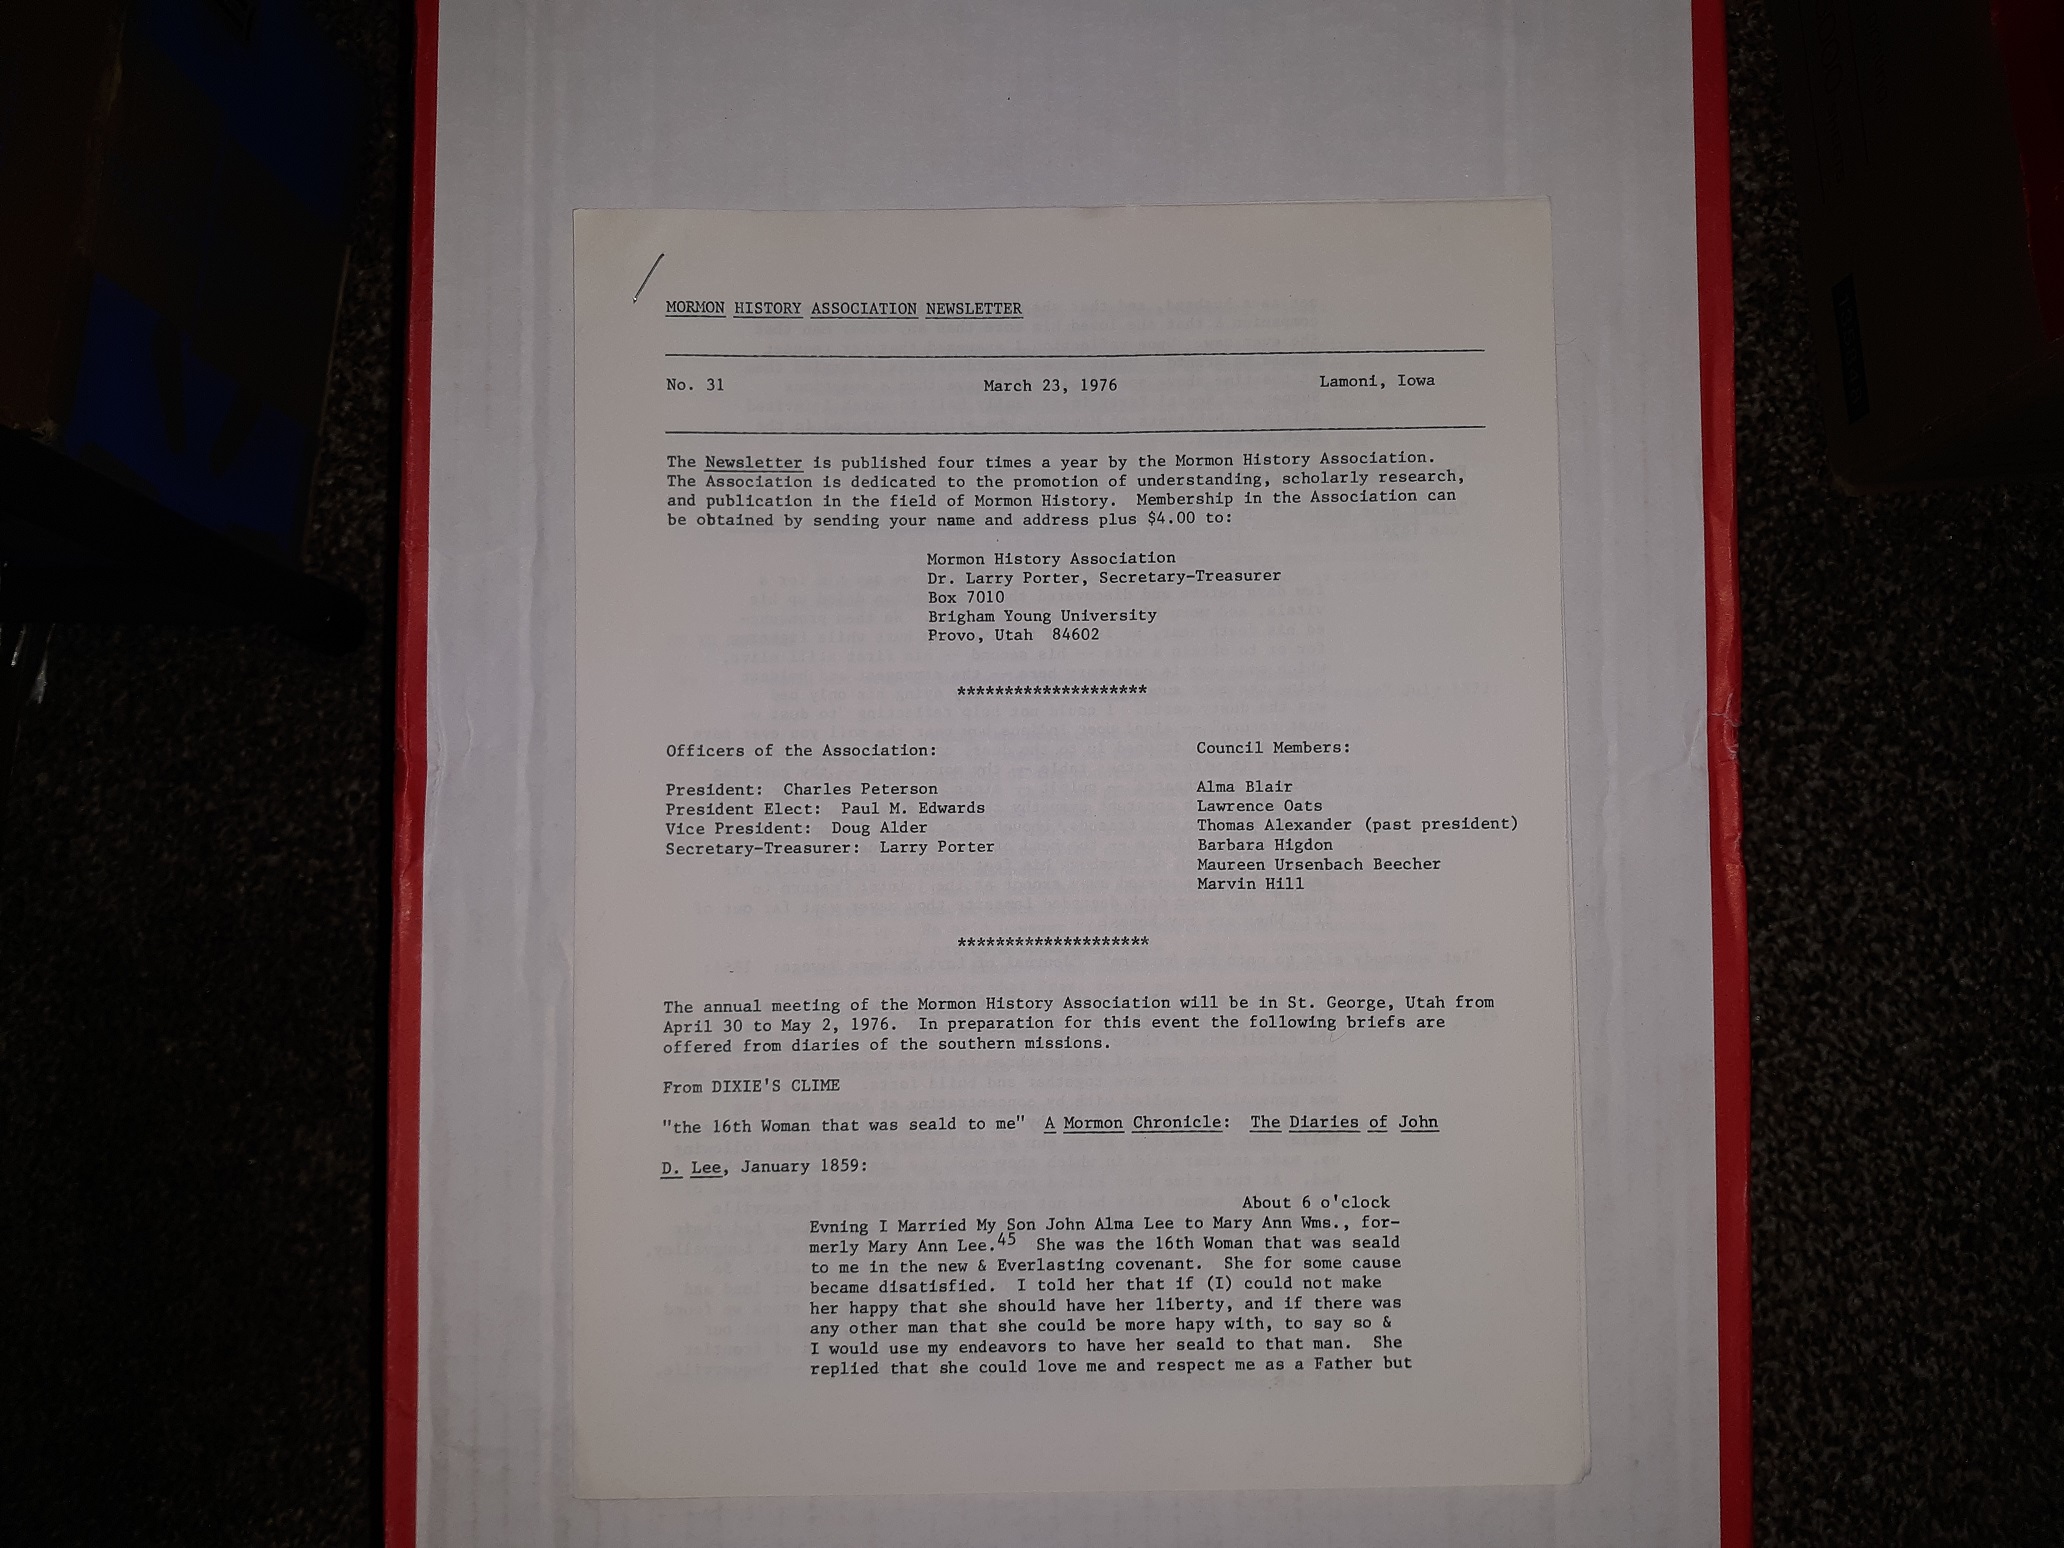 MORMON HISTORY ASSOCIATION NEWSLETTER
No. 31 March 23, 1976 Lamoni, Iowa
The Newsletter is published four times a year by the Mormon History Association.
The Association is dedicated to the promotion of understanding, scholarly research,
and publication in the field of Mormon History. Membership in the Association can
be obtained by sending your name and address plus $4.00 to:
Mormon History Association
Dr. Larry Porter, Secretary-Treasurer
Box 7010
Brigham Young University
Provo, Utah 84602
********************
Officers of the Association:
President: Charles Peterson
President Elect: Paul M. Edwards
Vice President: Doug Alder
Secretary-Treasurer: Larry Porter
Council Members:
Alma Blair
Lawrence Oats
Thomas Alexander (past president)
Barbara Higdon
Maureen Ursenbach Beecher
Marvin Hill
********************
The annual meeting of the Mormon History Association will be in St. George, Utah from
April 30 to May 2, 1976. In preparation for this event the following briefs are
offered from diaries of the southern missions.
From DIXIE'S CLIME
"the 16th Woman that was seald to me" A Mormon Chronicle: The Diaries of John
D. Lee, January 1859:
About 6 o'clock
Evning I Married My Son John Alma Lee to Mary Ann Wms., for-
merly Mary Ann Lee.45 She was the 16th Woman that was seald
to me in the new & Everlasting covenant. She for some cause
became disatisfied. I told her that if (I) could not make
her happy that she should have her liberty, and if there was
any other man that she could be more hapy with, to say so &
I would use my endeavors to have her seald to that man. She
replied that she could love me and respect me as a Father but